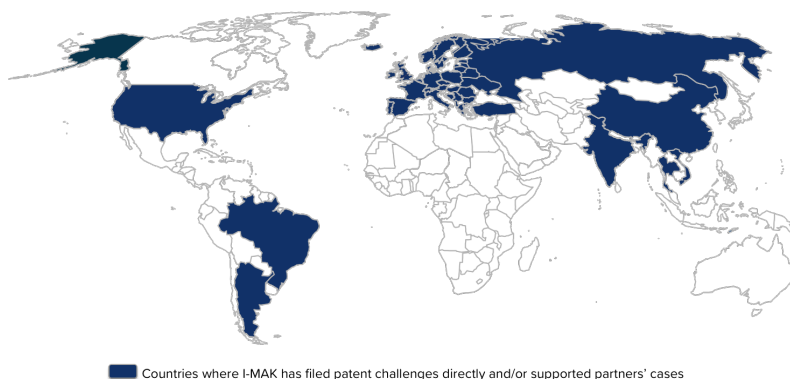 Countries where I-MAK has filed patent challenges directly and/or supported partners’ cases